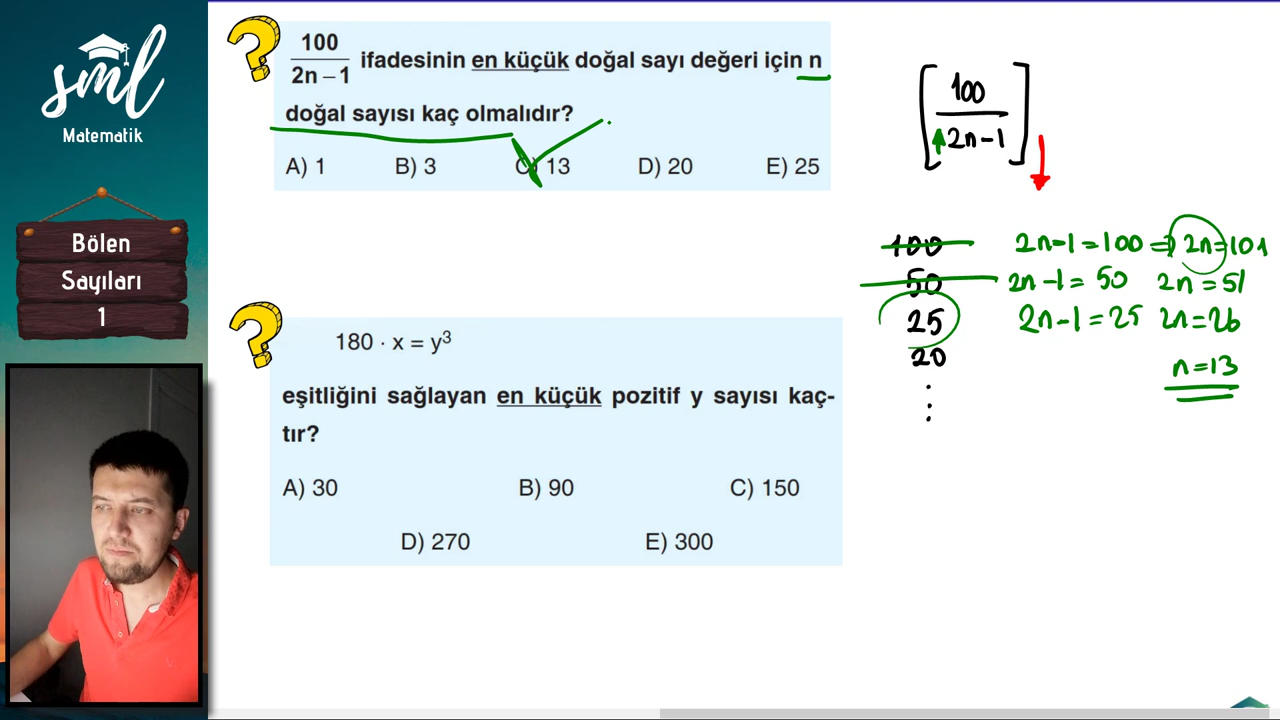 sml
Matematik
Bölen
Sayıları
1
100
2n – 1
ifadesinin en küçük doğal sayı değeri için n
doğal sayısı kaç olmalıdır?
A) 1 B) 3 C) 13 D) 20 E) 25
180 · x = y³
eşitliğini sağlayan en küçük pozitif y sayısı kaç-
tır?
A) 30 B) 90 C) 150
D) 270 E) 300
100
2n-1
100 2n-1=100 ⇒ 2n=101
50 2n-1=50 2n=51
25 2n-1=25 2n=26
20
n=13